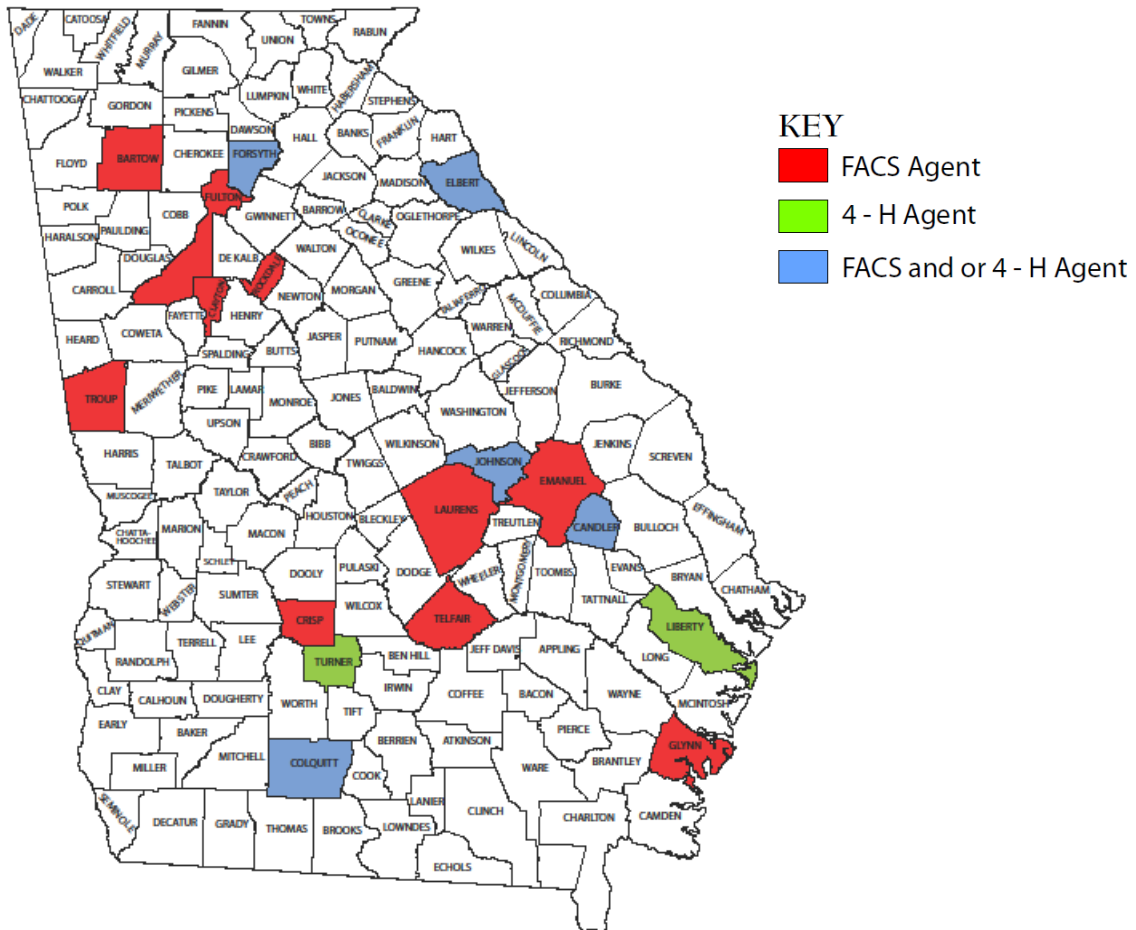 DADE
CATOOSA
WHITFIELD
MURRAY
FANNIN
TOWNS
UNION
RABUN
WALKER
GILMER
LUMPKIN
WHITE
HABERSHAM
STEPHENS
CHATTOOGA
GORDON
PICKENS
DAWSON
HALL
BANKS
FRANKLIN
HART
FLOYD
BARTOW
CHEROKEE
FORSYTH
JACKSON
MADISON
ELBERT
POLK
COBB
FULTON
GWINNETT
BARROW
CLARKE
OGLETHORPE
HARALSON
PAULDING
OCONEE
DOUGLAS
DE KALB
ROCKDALE
WALTON
WILKES
LINCOLN
CARROLL
CLAYTON
NEWTON
MORGAN
GREENE
TALIAFERRO
MCDUFFIE
COLUMBIA
FAYETTE
HENRY
HEARD
COWETA
SPALDING
BUTTS
JASPER
PUTNAM
HANCOCK
WARREN
GLASCOCK
RICHMOND
TROUP
MERIWETHER
PIKE
LAMAR
MONROE
JONES
BALDWIN
JEFFERSON
BURKE
WASHINGTON
UPSON
BIBB
WILKINSON
JENKINS
SCREVEN
HARRIS
TALBOT
CRAWFORD
TWIGGS
JOHNSON
EMANUEL
MUSCOGEE
TAYLOR
PEACH
HOUSTON
BLECKLEY
LAURENS
TREUTLEN
CANDLER
BULLOCH
EFFINGHAM
CHATTA-
HOOCHEE
MARION
MACON
SCHLEY
DOOLY
PULASKI
DODGE
WHEELER
MONTGOMERY
TOOMBS
EVANS
BRYAN
CHATHAM
STEWART
WEBSTER
SUMTER
CRISP
WILCOX
TELFAIR
TATTNALL
LIBERTY
QUITMAN
RANDOLPH
TERRELL
LEE
TURNER
BEN HILL
JEFF DAVIS
APPLING
LONG
CLAY
CALHOUN
DOUGHERTY
WORTH
TIFT
IRWIN
COFFEE
BACON
WAYNE
MCINTOSH
EARLY
BAKER
MITCHELL
COLQUITT
BERRIEN
ATKINSON
PIERCE
WARE
BRANTLEY
GLYNN
MILLER
COOK
SEMINOLE
DECATUR
GRADY
THOMAS
BROOKS
LOWNDES
LANIER
CLINCH
CHARLTON
CAMDEN
ECHOLS
KEY
FACS Agent
4 - H Agent
FACS and or 4 - H Agent